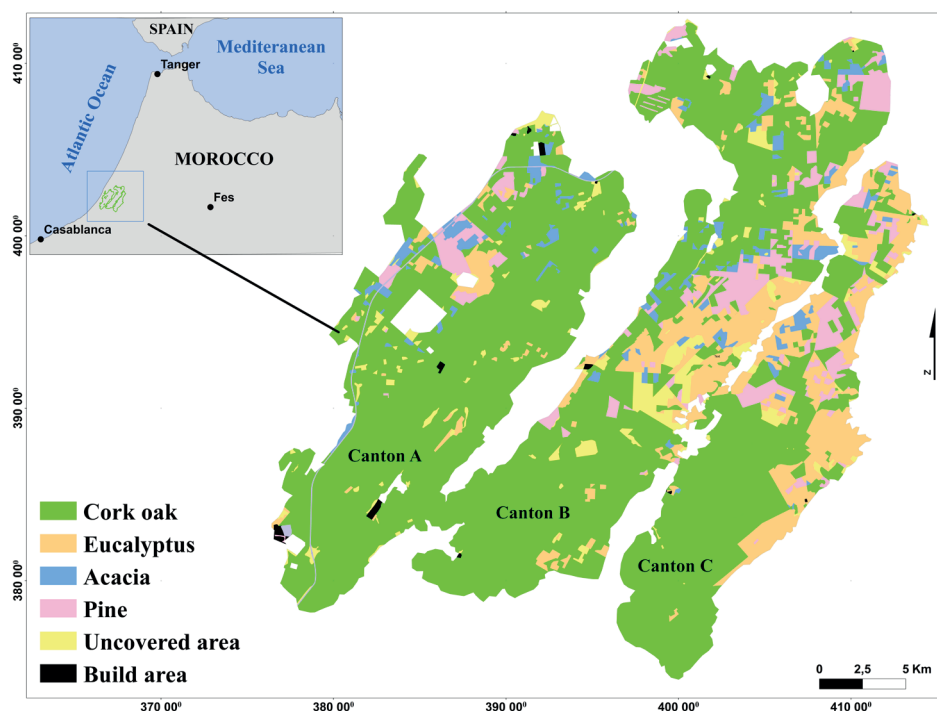 SPAIN
Mediteranean
Sea
Tanger
Atlantic Ocean
MOROCCO
Fes
Casablanca
410 00⁰
400 00⁰
390 00⁰
380 00⁰
Canton A
Canton B
Canton C
Z
Cork oak
Eucalyptus
Acacia
Pine
Uncovered area
Build area
0 2,5 5 Km
370 00⁰ 380 00⁰ 390 00⁰ 400 00⁰ 410 00⁰